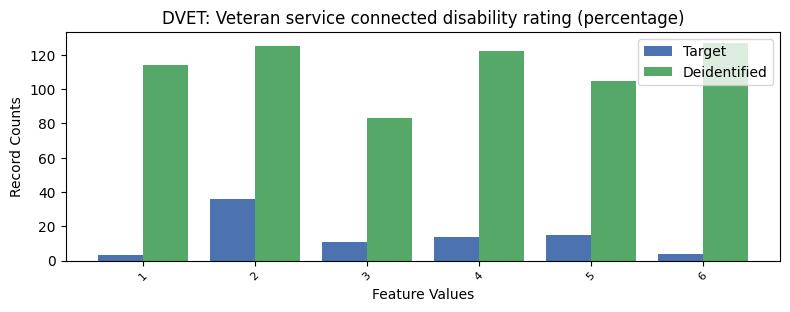 DVET: Veteran service connected disability rating (percentage)
Target
Deidentified
Record Counts
120
100
80
60
40
20
0
1
2
3
4
5
6
Feature Values